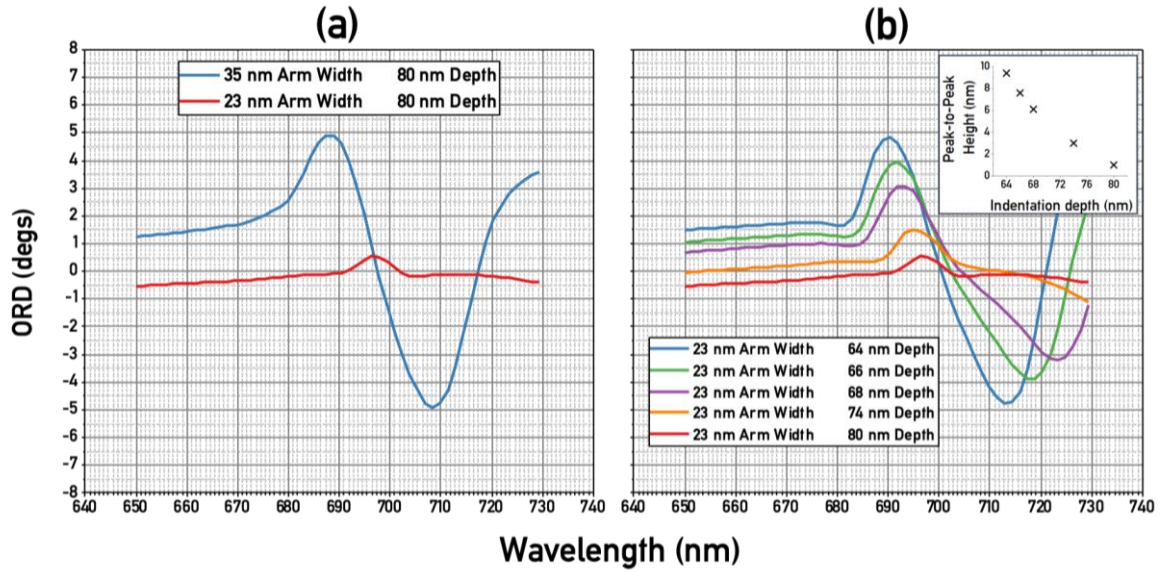 (a)
(b)
8
7
6
5
4
3
2
1
0
-1
-2
-3
-4
-5
-6
-7
-8
ORD (degs)
35 nm Arm Width 80 nm Depth
23 nm Arm Width 80 nm Depth
640 650 660 670 680 690 700 710 720 730 740
Peak-to-Peak
Height (nm)
10
8
6
4
2
0
64 68 72 76 80
Indentation depth (nm)
23 nm Arm Width 64 nm Depth
23 nm Arm Width 66 nm Depth
23 nm Arm Width 68 nm Depth
23 nm Arm Width 74 nm Depth
23 nm Arm Width 80 nm Depth
640 650 660 670 680 690 700 710 720 730 740
Wavelength (nm)